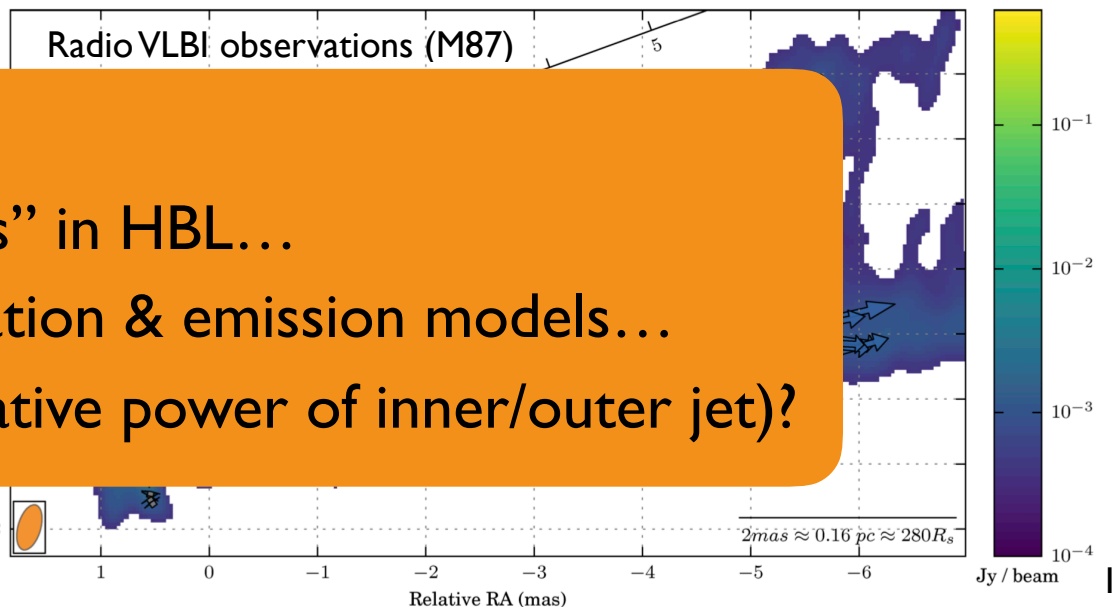 Radio VLBI observations (M87)
5
s” in HBL…
ation & emission models…
ative power of inner/outer jet)?
10⁻¹
10⁻²
10⁻³
10⁻⁴
2mas ≈ 0.16 pc ≈ 280Rₛ
1 0 −1 −2 −3 −4 −5 −6
Jy / beam
Relative RA (mas)